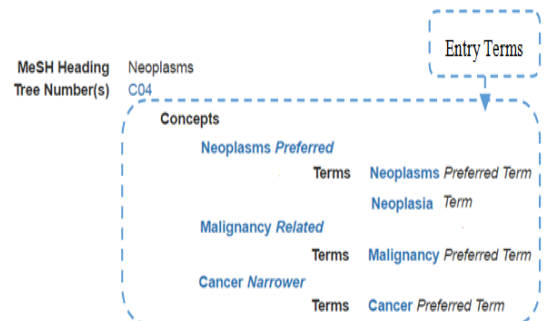 Entry Terms
MeSH Heading Neoplasms
Tree Number(s) C04
Concepts
Neoplasms Preferred
Terms Neoplasms Preferred Term
Neoplasia Term
Malignancy Related
Terms Malignancy Preferred Term
Cancer Narrower
Terms Cancer Preferred Term